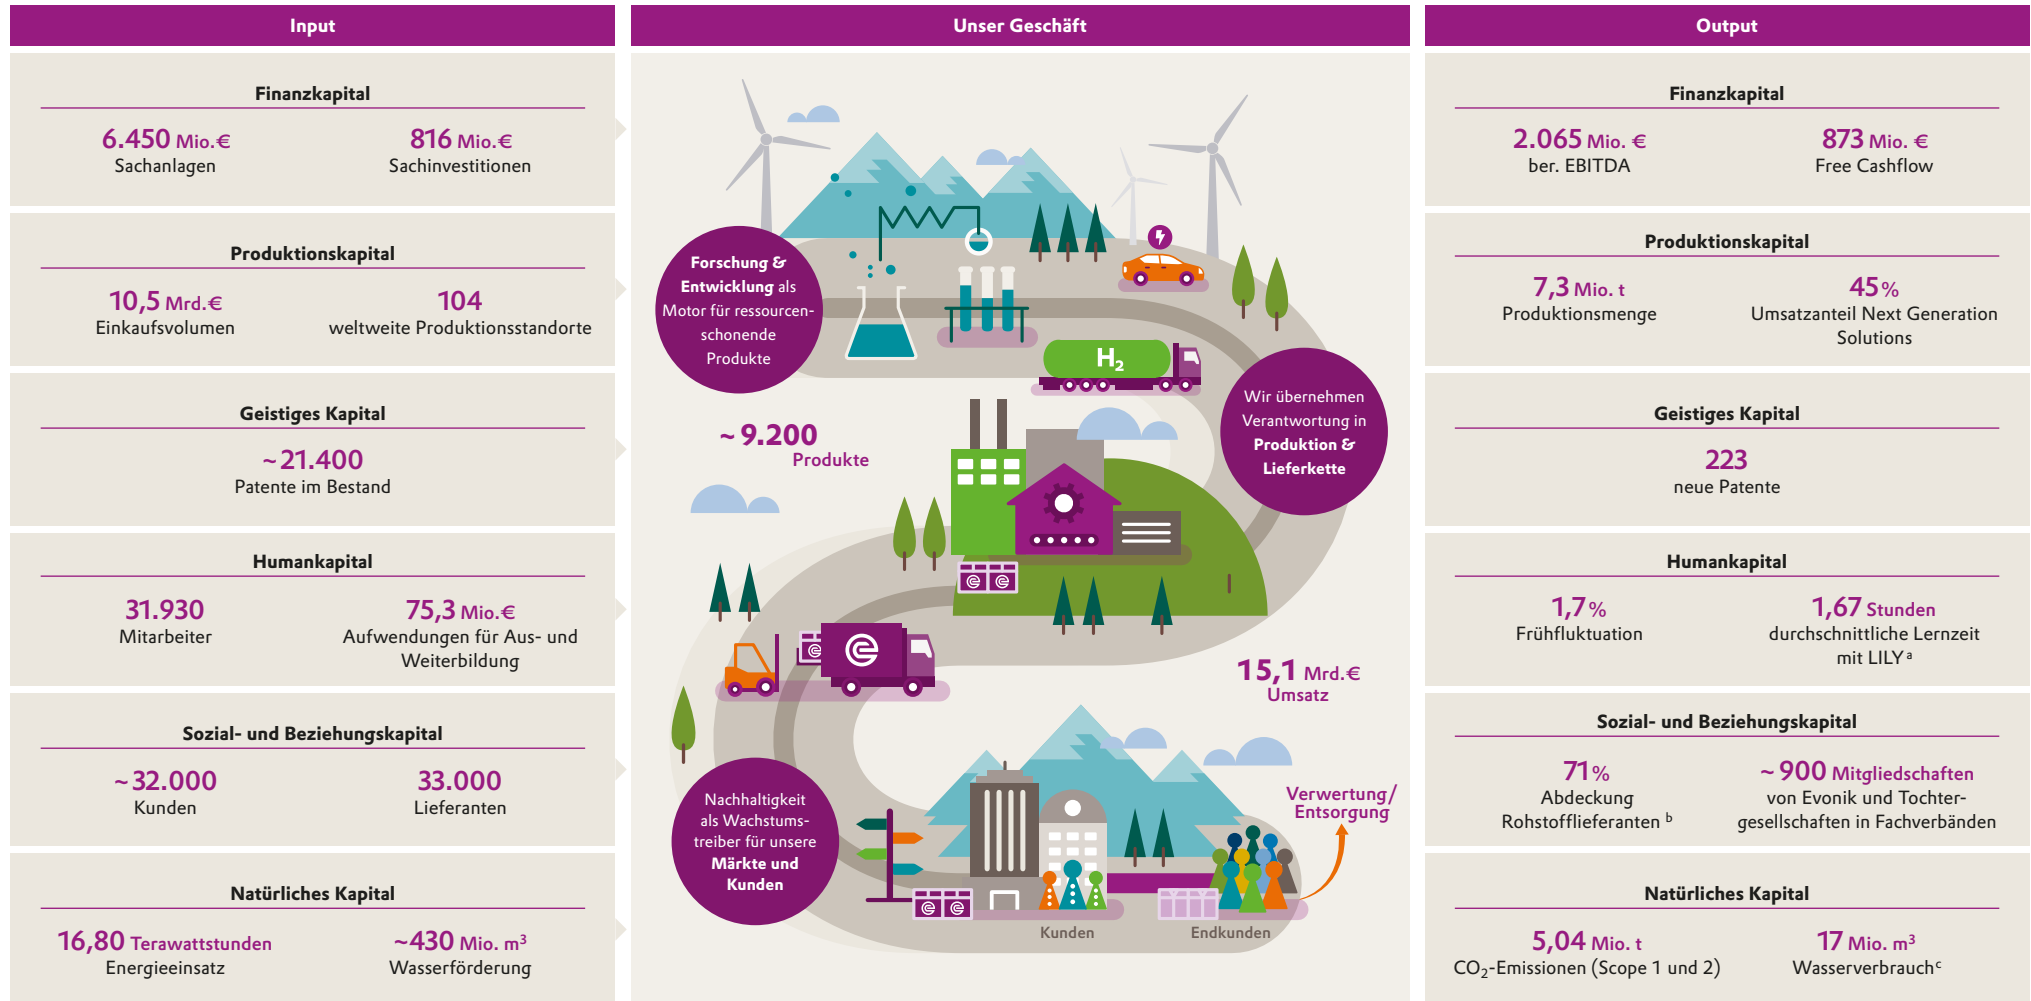 Input
Finanzkapital
6.450 Mio.€
Sachanlagen
816 Mio.€
Sachinvestitionen
Produktionskapital
10,5 Mrd.€
Einkaufsvolumen
104
weltweite Produktionsstandorte
Geistiges Kapital
~21.400
Patente im Bestand
Humankapital
31.930
Mitarbeiter
75,3 Mio.€
Aufwendungen für Aus- und
Weiterbildung
Sozial- und Beziehungskapital
~32.000
Kunden
33.000
Lieferanten
Natürliches Kapital
16,80 Terawattstunden
Energieeinsatz
~430 Mio. m³
Wasserförderung
Unser Geschäft
Forschung &
Entwicklung als
Motor für ressourcen-
schonende
Produkte
H₂
Wir übernehmen
Verantwortung in
Produktion &
Lieferkette
~ 9.200
Produkte
15,1 Mrd.€
Umsatz
Nachhaltigkeit
als Wachstums-
treiber für unsere
Märkte und
Kunden
Verwertung/
Entsorgung
Kunden
Endkunden
Output
Finanzkapital
2.065 Mio. €
ber. EBITDA
873 Mio. €
Free Cashflow
Produktionskapital
7,3 Mio. t
Produktionsmenge
45%
Umsatzanteil Next Generation
Solutions
Geistiges Kapital
223
neue Patente
Humankapital
1,7%
Frühfluktuation
1,67 Stunden
durchschnittliche Lernzeit
mit LILY ᵃ
Sozial- und Beziehungskapital
71%
Abdeckung
Rohstofflieferanten ᵇ
~ 900 Mitgliedschaften
von Evonik und Tochter-
gesellschaften in Fachverbänden
Natürliches Kapital
5,04 Mio. t
CO₂-Emissionen (Scope 1 und 2)
17 Mio. m³
Wasserverbrauchᶜ